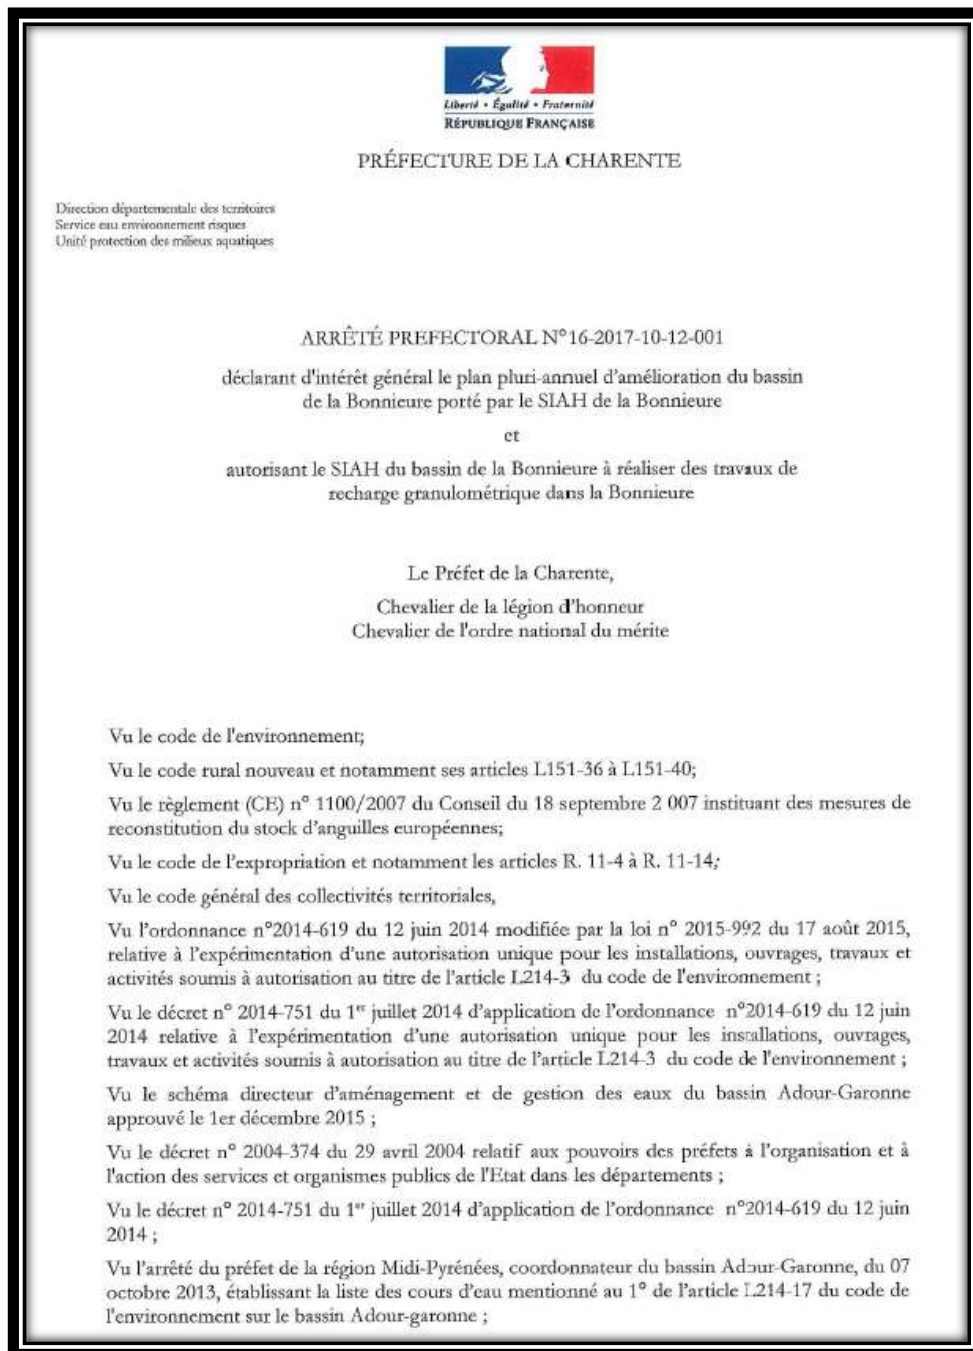 Liberté • Égalité • Fraternité
RÉPUBLIQUE FRANÇAISE
PRÉFECTURE DE LA CHARENTE
Direction départementale des territoires
Service eau environnement risques
Unité protection des milieux aquatiques
ARRÊTÉ PREFECTORAL N°16-2017-10-12-001
déclarant d'intérêt général le plan pluri-annuel d'amélioration du bassin
de la Bonnieure porté par le SIAH de la Bonnieure
et
autorisant le SIAH du bassin de la Bonnieure à réaliser des travaux de
recharge granulométrique dans la Bonnieure
Le Préfet de la Charente,
Chevalier de la légion d'honneur
Chevalier de l'ordre national du mérite
Vu le code de l'environnement;
Vu le code rural nouveau et notamment ses articles L151-36 à L151-40;
Vu le règlement (CE) n° 1100/2007 du Conseil du 18 septembre 2 007 instituant des mesures de
reconstitution du stock d'anguilles européennes;
Vu le code de l'expropriation et notamment les articles R. 11-4 à R. 11-14;
Vu le code général des collectivités territoriales,
Vu l'ordonnance n°2014-619 du 12 juin 2014 modifiée par la loi n° 2015-992 du 17 août 2015,
relative à l'expérimentation d'une autorisation unique pour les installations, ouvrages, travaux et
activités soumis à autorisation au titre de l'article L214-3 du code de l'environnement ;
Vu le décret n° 2014-751 du 1er juillet 2014 d'application de l'ordonnance n°2014-619 du 12 juin
2014 relative à l'expérimentation d'une autorisation unique pour les installations, ouvrages,
travaux et activités soumis à autorisation au titre de l'article L214-3 du code de l'environnement ;
Vu le schéma directeur d'aménagement et de gestion des eaux du bassin Adour-Garonne
approuvé le 1er décembre 2015 ;
Vu le décret n° 2004-374 du 29 avril 2004 relatif aux pouvoirs des préfets à l'organisation et à
l'action des services et organismes publics de l'Etat dans les départements ;
Vu le décret n° 2014-751 du 1er juillet 2014 d'application de l'ordonnance n°2014-619 du 12 juin
2014 ;
Vu l'arrêté du préfet de la région Midi-Pyrénées, coordonnateur du bassin Adour-Garonne, du 07
octobre 2013, établissant la liste des cours d'eau mentionné au 1° de l'article L214-17 du code de
l'environnement sur le bassin Adour-garonne ;